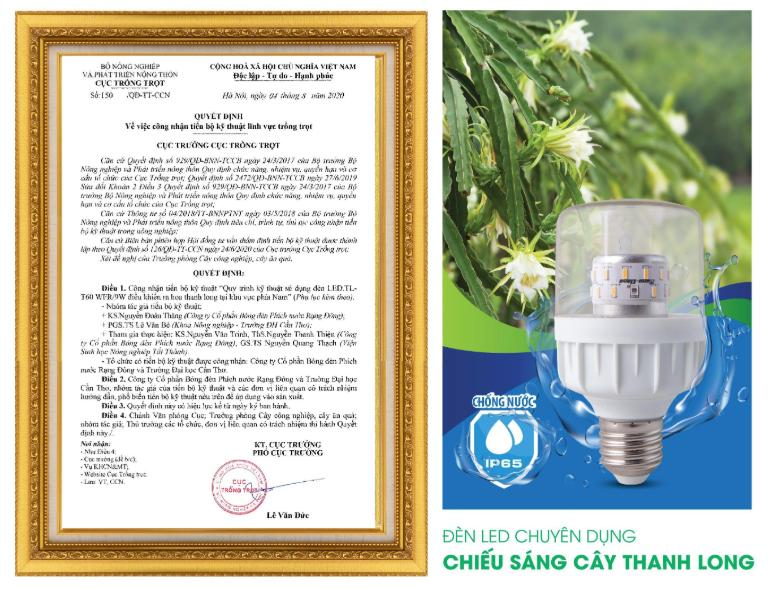 BỘ NÔNG NGHIỆP
VÀ PHÁT TRIỂN NÔNG THÔN
CỤC TRỒNG TRỌT
Số: 150 /QĐ-TT-CCN
CỘNG HOÀ XÃ HỘI CHỦ NGHĨA VIỆT NAM
Độc lập - Tự do - Hạnh phúc
Hà Nội, ngày 04 tháng 8 năm 2020
QUYẾT ĐỊNH
Về việc công nhận tiến bộ kỹ thuật lĩnh vực trồng trọt
CỤC TRƯỞNG CỤC TRỒNG TRỌT
Căn cứ Quyết định số 929/QĐ-BNN-TCCB ngày 24/3/2017 của Bộ trưởng Bộ
Nông nghiệp và Phát triển nông thôn Quy định chức năng, nhiệm vụ, quyền hạn và cơ
cấu tổ chức của Cục Trồng trọt; Quyết định số 2472/QĐ-BNN-TCCB ngày 27/6/2019
Sửa đổi Khoản 2 Điều 3 Quyết định số 929/QĐ-BNN-TCCB ngày 24/3/2017 của Bộ
trưởng Bộ Nông nghiệp và Phát triển nông thôn Quy định chức năng, nhiệm vụ,
quyền hạn và cơ cấu tổ chức của Cục Trồng trọt;
Căn cứ Thông tư số 04/2018/TT-BNNPTNT ngày 03/5/2018 của Bộ trưởng Bộ
Nông nghiệp và Phát triển nông thôn Quy định tiêu chí, trình tự, thủ tục công nhận tiến
bộ kỹ thuật trong nông nghiệp;
Căn cứ Biên bản phiên họp Hội đồng tư vấn thẩm định tiến bộ kỹ thuật được thành
lập theo Quyết định số 126/QĐ-TT-CCN ngày 24/6/2020 của Cục trưởng Cục Trồng trọt;
Xét đề nghị của Trưởng phòng Cây công nghiệp, cây ăn quả,
QUYẾT ĐỊNH:
Điều 1. Công nhận tiến bộ kỹ thuật "Quy trình kỹ thuật sử dụng đèn LED.TL-
T60 WFR/9W điều khiển ra hoa thanh long tại khu vực phía Nam" (Phụ lục kèm theo).
- Nhóm tác giả tiến bộ kỹ thuật:
+ KS.Nguyễn Đoàn Thăng (Công ty Cổ phần Bóng đèn Phích nước Rạng Đông);
+ PGS.TS Lê Văn Bé (Khoa Nông nghiệp - Trường ĐH Cần Thơ);
+ Tham gia thực hiện: KS.Nguyễn Văn Trinh, ThS.Nguyễn Thanh Thiện (Công
ty Cổ phần Bóng đèn Phích nước Rạng Đông), GS.TS Nguyễn Quang Thạch (Viện
Sinh học Nông nghiệp Tất Thành).
- Tổ chức có tiến bộ kỹ thuật được công nhận: Công ty Cổ phần Bóng đèn Phích
nước Rạng Đông và Trường Đại học Cần Thơ.
Điều 2. Công ty Cổ phần Bóng đèn Phích nước Rạng Đông và Trường Đại học
Cần Thơ, nhóm tác giả của tiến bộ kỹ thuật và các đơn vị liên quan có trách nhiệm
hướng dẫn, phổ biến tiến bộ kỹ thuật nêu trên để áp dụng vào sản xuất.
Điều 3. Quyết định này có hiệu lực kể từ ngày ký ban hành.
Điều 4. Chánh Văn phòng Cục; Trưởng phòng Cây công nghiệp, cây ăn quả;
nhóm tác giả; Thủ trưởng các tổ chức, đơn vị liên quan có trách nhiệm thi hành Quyết
định này./.
Nơi nhận:
- Như Điều 4;
- Cục trưởng (để b/c);
- Vụ KHCN&MT;
- Website Cục Trồng trọt;
- Lưu: VT, CCN.
KT. CỤC TRƯỞNG
PHÓ CỤC TRƯỞNG
CỤC
TRỒNG TRỌT
Lê Văn Đức
CHỐNG NƯỚC
IP65
ĐÈN LED CHUYÊN DỤNG
CHIẾU SÁNG CÂY THANH LONG